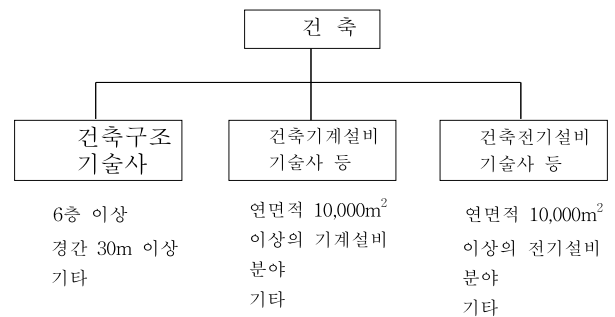 건 축
건축구조
기술사
건축기계설비
기술사 등
건축전기설비
기술사 등
6층 이상
경간 30m 이상
기타
연면적 10,000m²
이상의 기계설비
분야
기타
연면적 10,000m²
이상의 전기설비
분야
기타